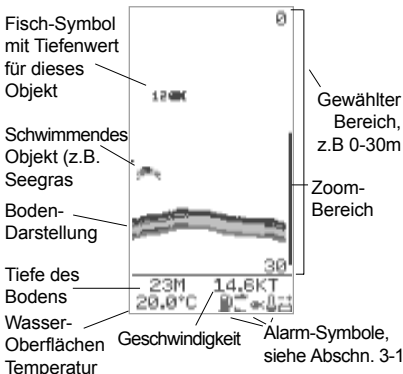 Fisch-Symbol
mit Tiefenwert
für dieses
Objekt
Schwimmendes
Objekt (z.B.
Seegras
Boden-
Darstellung
Tiefe des
Bodens
Wasser-
Oberflächen
Temperatur
0
30
23M 14.6KT
20.0°C
Gewählter
Bereich,
z.B 0-30m
Zoom-
Bereich
Geschwindigkeit
Alarm-Symbole,
siehe Abschn. 3-1